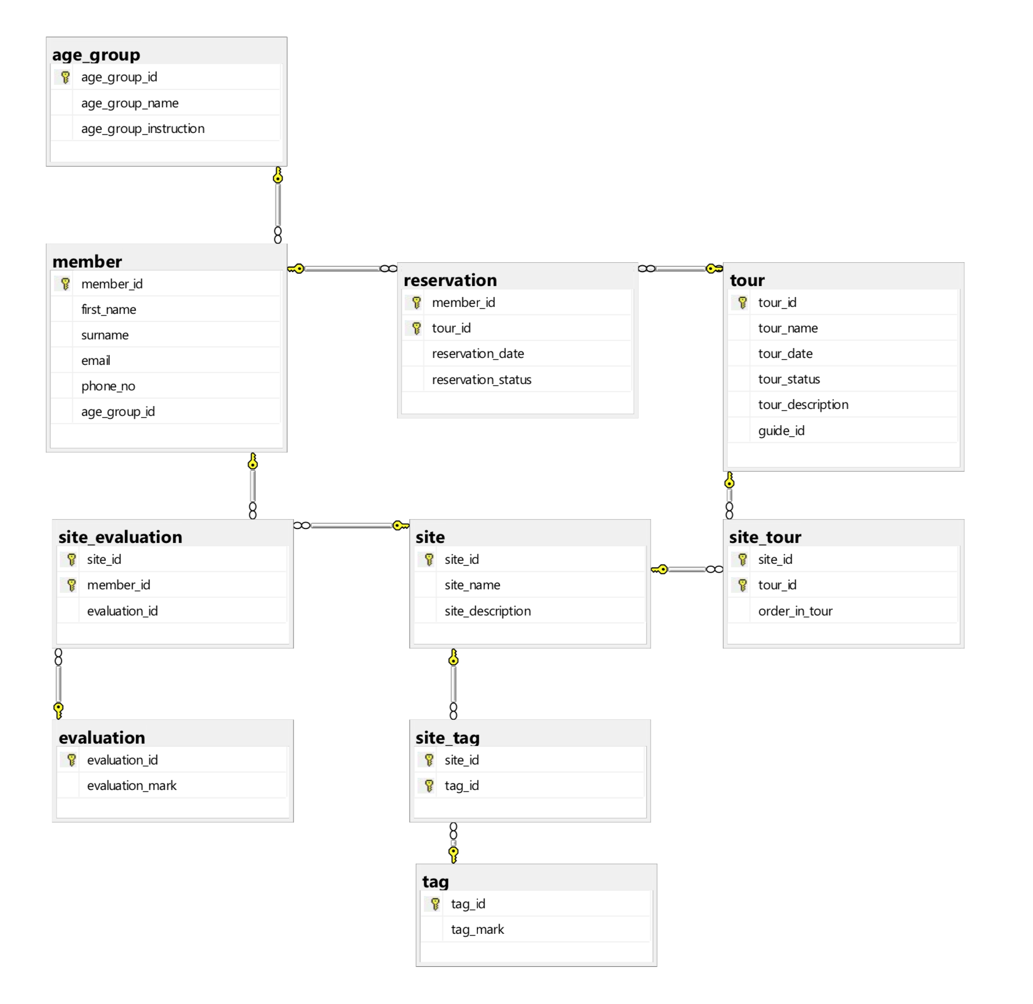 age_group
age_group_id
age_group_name
age_group_instruction
member
member_id
first_name
surname
email
phone_no
age_group_id
reservation
member_id
tour_id
reservation_date
reservation_status
tour
tour_id
tour_name
tour_date
tour_status
tour_description
guide_id
site_evaluation
site_id
member_id
evaluation_id
site
site_id
site_name
site_description
site_tour
site_id
tour_id
order_in_tour
evaluation
evaluation_id
evaluation_mark
site_tag
site_id
tag_id
tag
tag_id
tag_mark